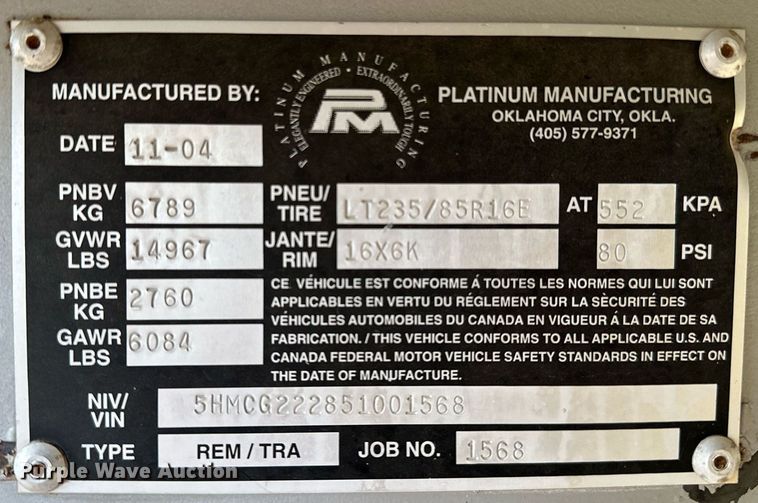 PLATINUM MANUFACTURING
ELEGANTLY ENGINEERED • EXTRAORDINARILY TOUGH
PM
MANUFACTURED BY:
PLATINUM MANUFACTURING
OKLAHOMA CITY, OKLA.
(405) 577-9371
DATE 11-04
PNBV KG 6789
PNEU/ TIRE LT235/85R16E AT 552 KPA
GVWR LBS 14967
JANTE/ RIM 16X6K 80 PSI
PNBE KG 2760
GAWR LBS 6084
CE VÉHICULE EST CONFORME Á TOUTES LES NORMES QUI LUI SONT
APPLICABLES EN VERTU DU RÉGLEMENT SUR LA SÈCURITÉ DES
VÉHICULES AUTOMOBILES DU CANADA EN VIGUEUR Á LA DATE DE SA
FABRICATION. / THIS VEHICLE CONFORMS TO ALL APPLICABLE U.S. AND
CANADA FEDERAL MOTOR VEHICLE SAFETY STANDARDS IN EFFECT ON
THE DATE OF MANUFACTURE.
NIV/ VIN 5HMCG222851001568
TYPE REM / TRA JOB NO. 1568
Purple Wave Auction